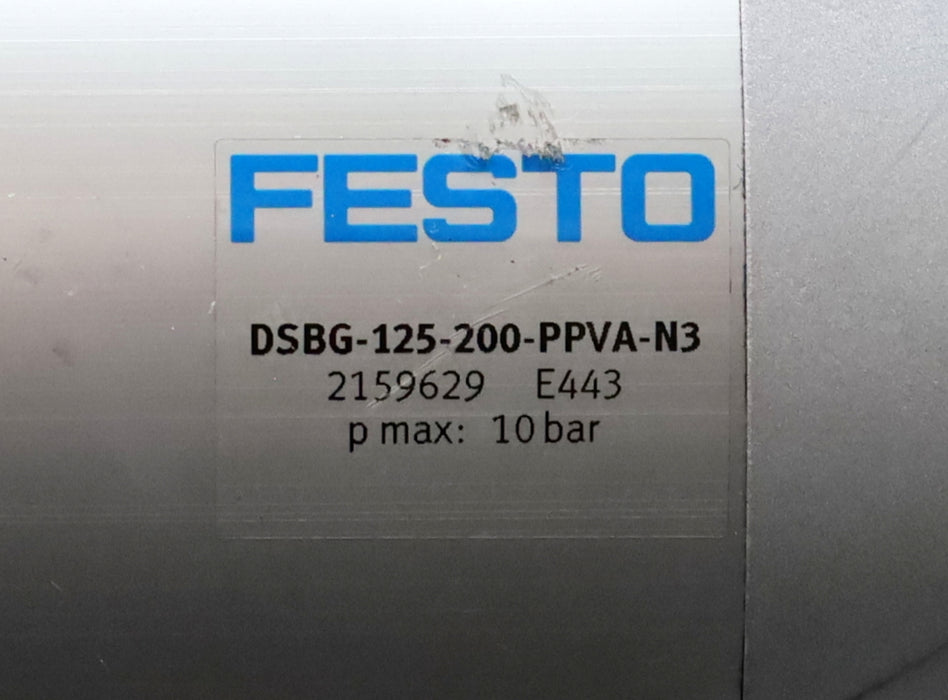 FESTO
DSBG-125-200-PPVA-N3
2159629 E443
p max: 10 bar